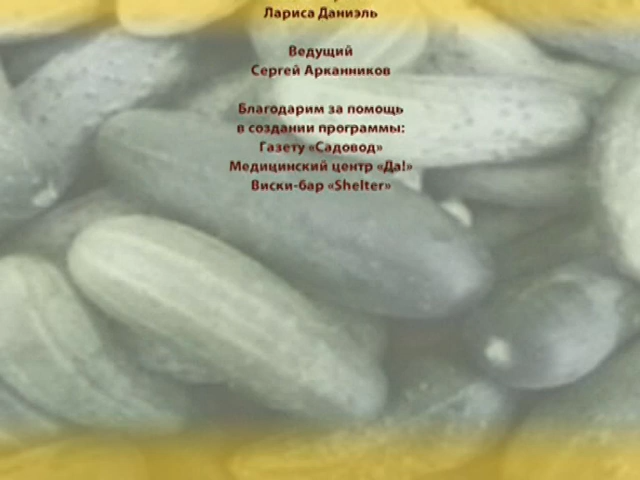 Лариса Даниэль
Ведущий
Сергей Арканников
Благодарим за помощь
в создании программы:
Газету «Садовод»
Медицинский центр «Да!»
Виски-бар «Shelter»